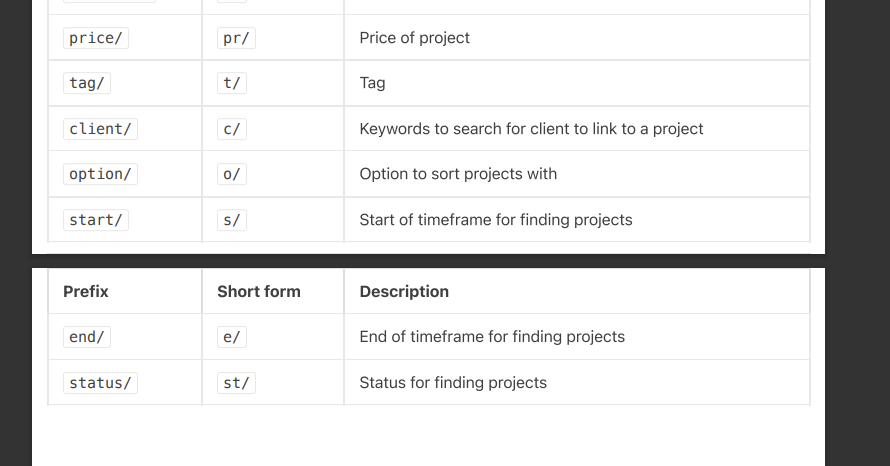 price/ pr/ Price of project
tag/ t/ Tag
client/ c/ Keywords to search for client to link to a project
option/ o/ Option to sort projects with
start/ s/ Start of timeframe for finding projects
Prefix Short form Description
end/ e/ End of timeframe for finding projects
status/ st/ Status for finding projects